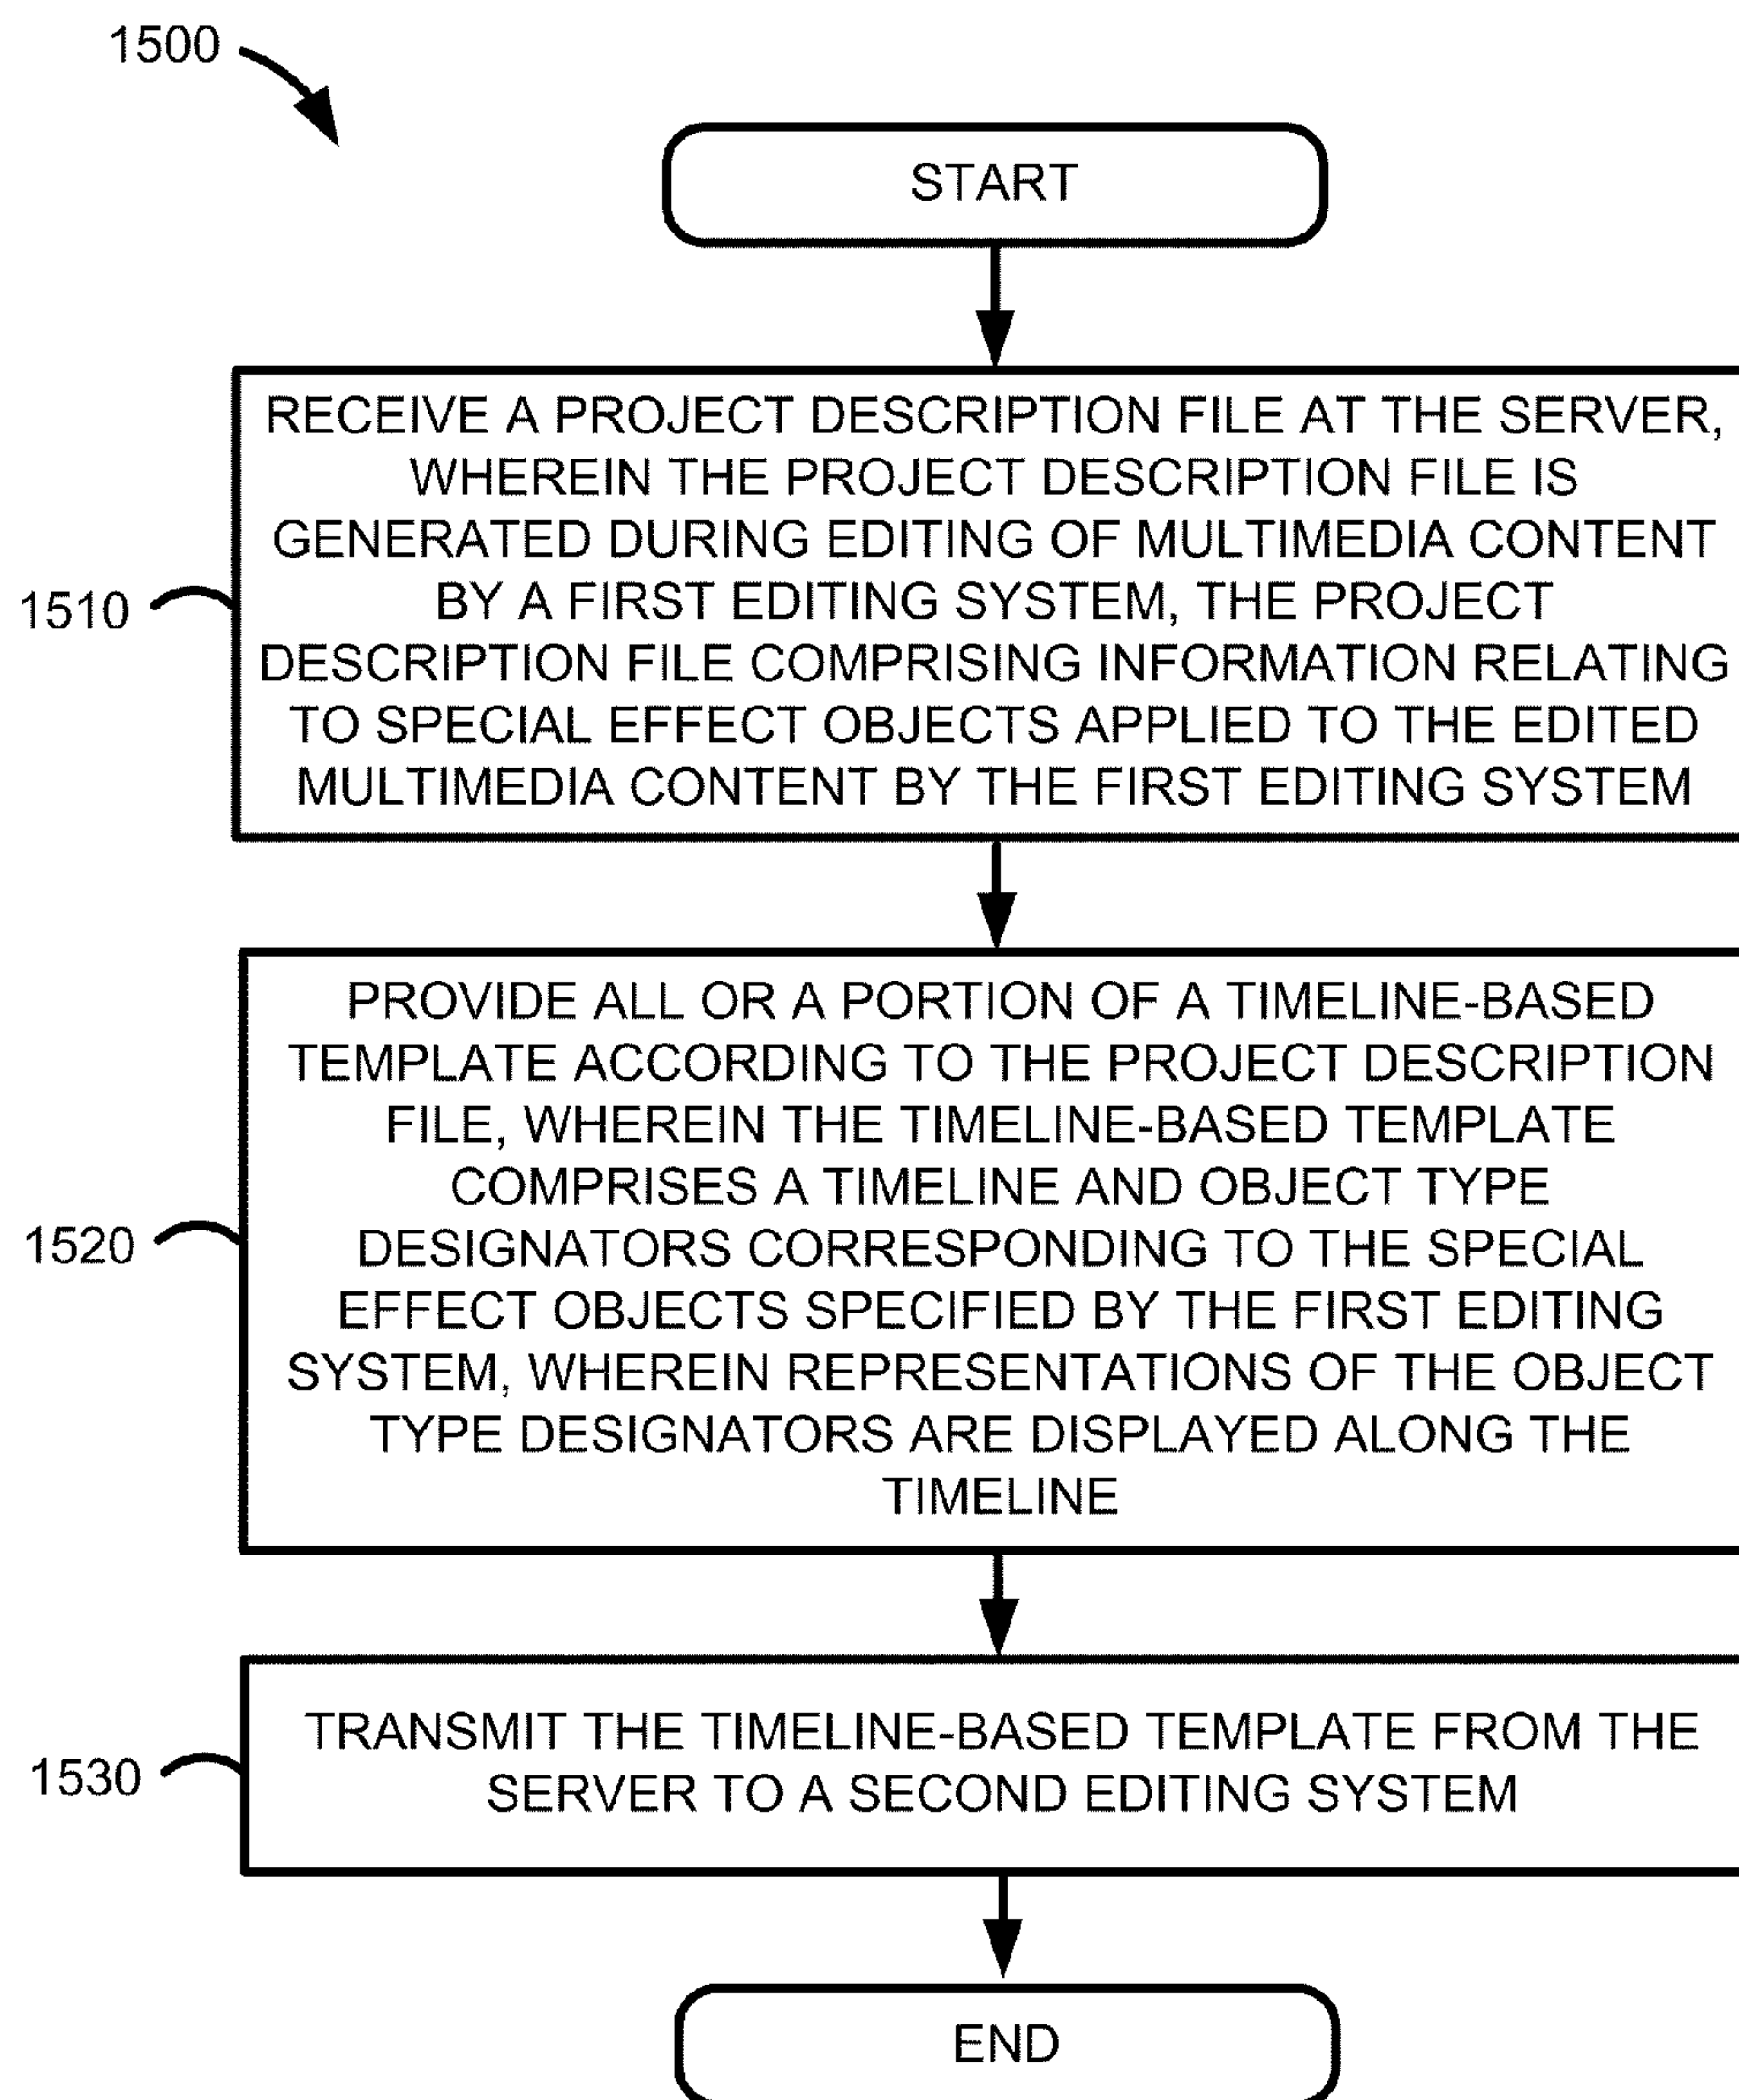 1500
START
RECEIVE A PROJECT DESCRIPTION FILE AT THE SERVER,
WHEREIN THE PROJECT DESCRIPTION FILE IS
GENERATED DURING EDITING OF MULTIMEDIA CONTENT
BY A FIRST EDITING SYSTEM, THE PROJECT
DESCRIPTION FILE COMPRISING INFORMATION RELATING
TO SPECIAL EFFECT OBJECTS APPLIED TO THE EDITED
MULTIMEDIA CONTENT BY THE FIRST EDITING SYSTEM
1510
PROVIDE ALL OR A PORTION OF A TIMELINE-BASED
TEMPLATE ACCORDING TO THE PROJECT DESCRIPTION
FILE, WHEREIN THE TIMELINE-BASED TEMPLATE
COMPRISES A TIMELINE AND OBJECT TYPE
DESIGNATORS CORRESPONDING TO THE SPECIAL
EFFECT OBJECTS SPECIFIED BY THE FIRST EDITING
SYSTEM, WHEREIN REPRESENTATIONS OF THE OBJECT
TYPE DESIGNATORS ARE DISPLAYED ALONG THE
TIMELINE
1520
TRANSMIT THE TIMELINE-BASED TEMPLATE FROM THE
SERVER TO A SECOND EDITING SYSTEM
1530
END